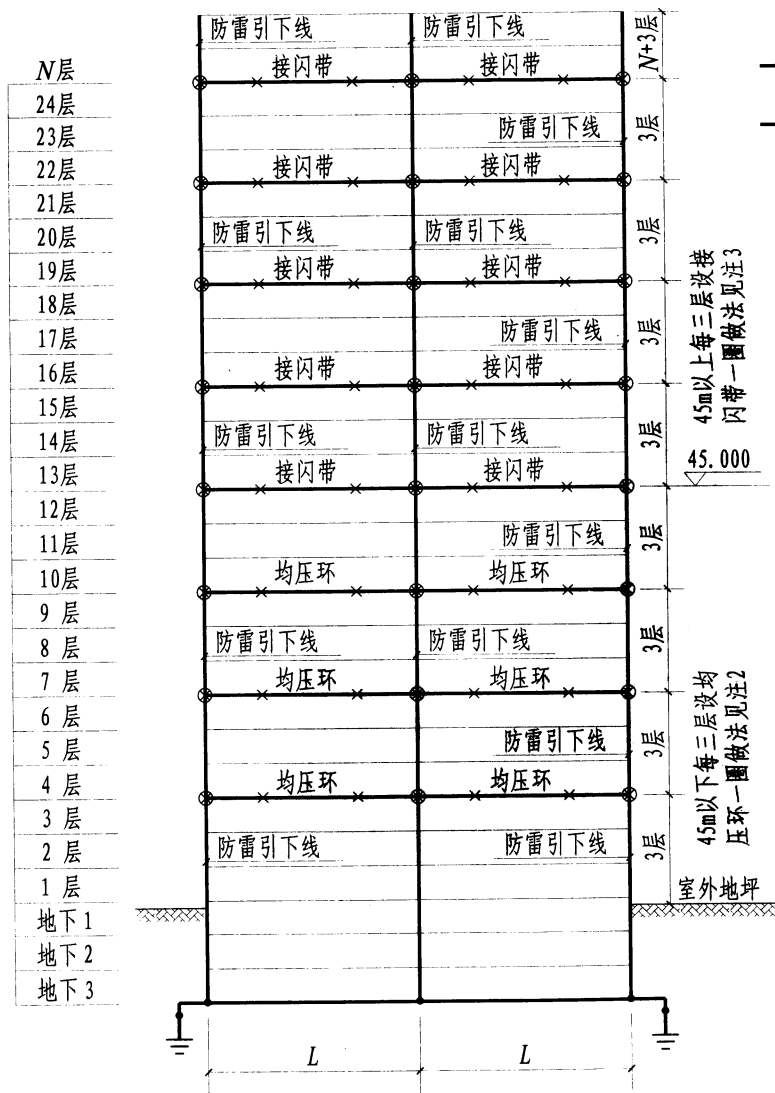 防雷引下线 防雷引下线
N+3层
N层 接闪带 接闪带
24层
23层 防雷引下线 3层
22层 接闪带 接闪带
21层
20层 防雷引下线 防雷引下线 3层
19层 接闪带 接闪带
18层
17层 防雷引下线 3层
16层 接闪带 接闪带
15层
14层 防雷引下线 防雷引下线 3层
13层 接闪带 接闪带
45m以上每三层设接
闪带一圈做法见注3
45.000
12层
11层 防雷引下线 3层
10层 均压环 均压环
9层
8层 防雷引下线 防雷引下线 3层
7层 均压环 均压环
6层
5层 防雷引下线 3层
4层 均压环 均压环
45m以下每三层设均
压环一圈做法见注2
3层
2层 防雷引下线 防雷引下线 3层
1层 室外地坪
地下1
地下2
地下3
L L